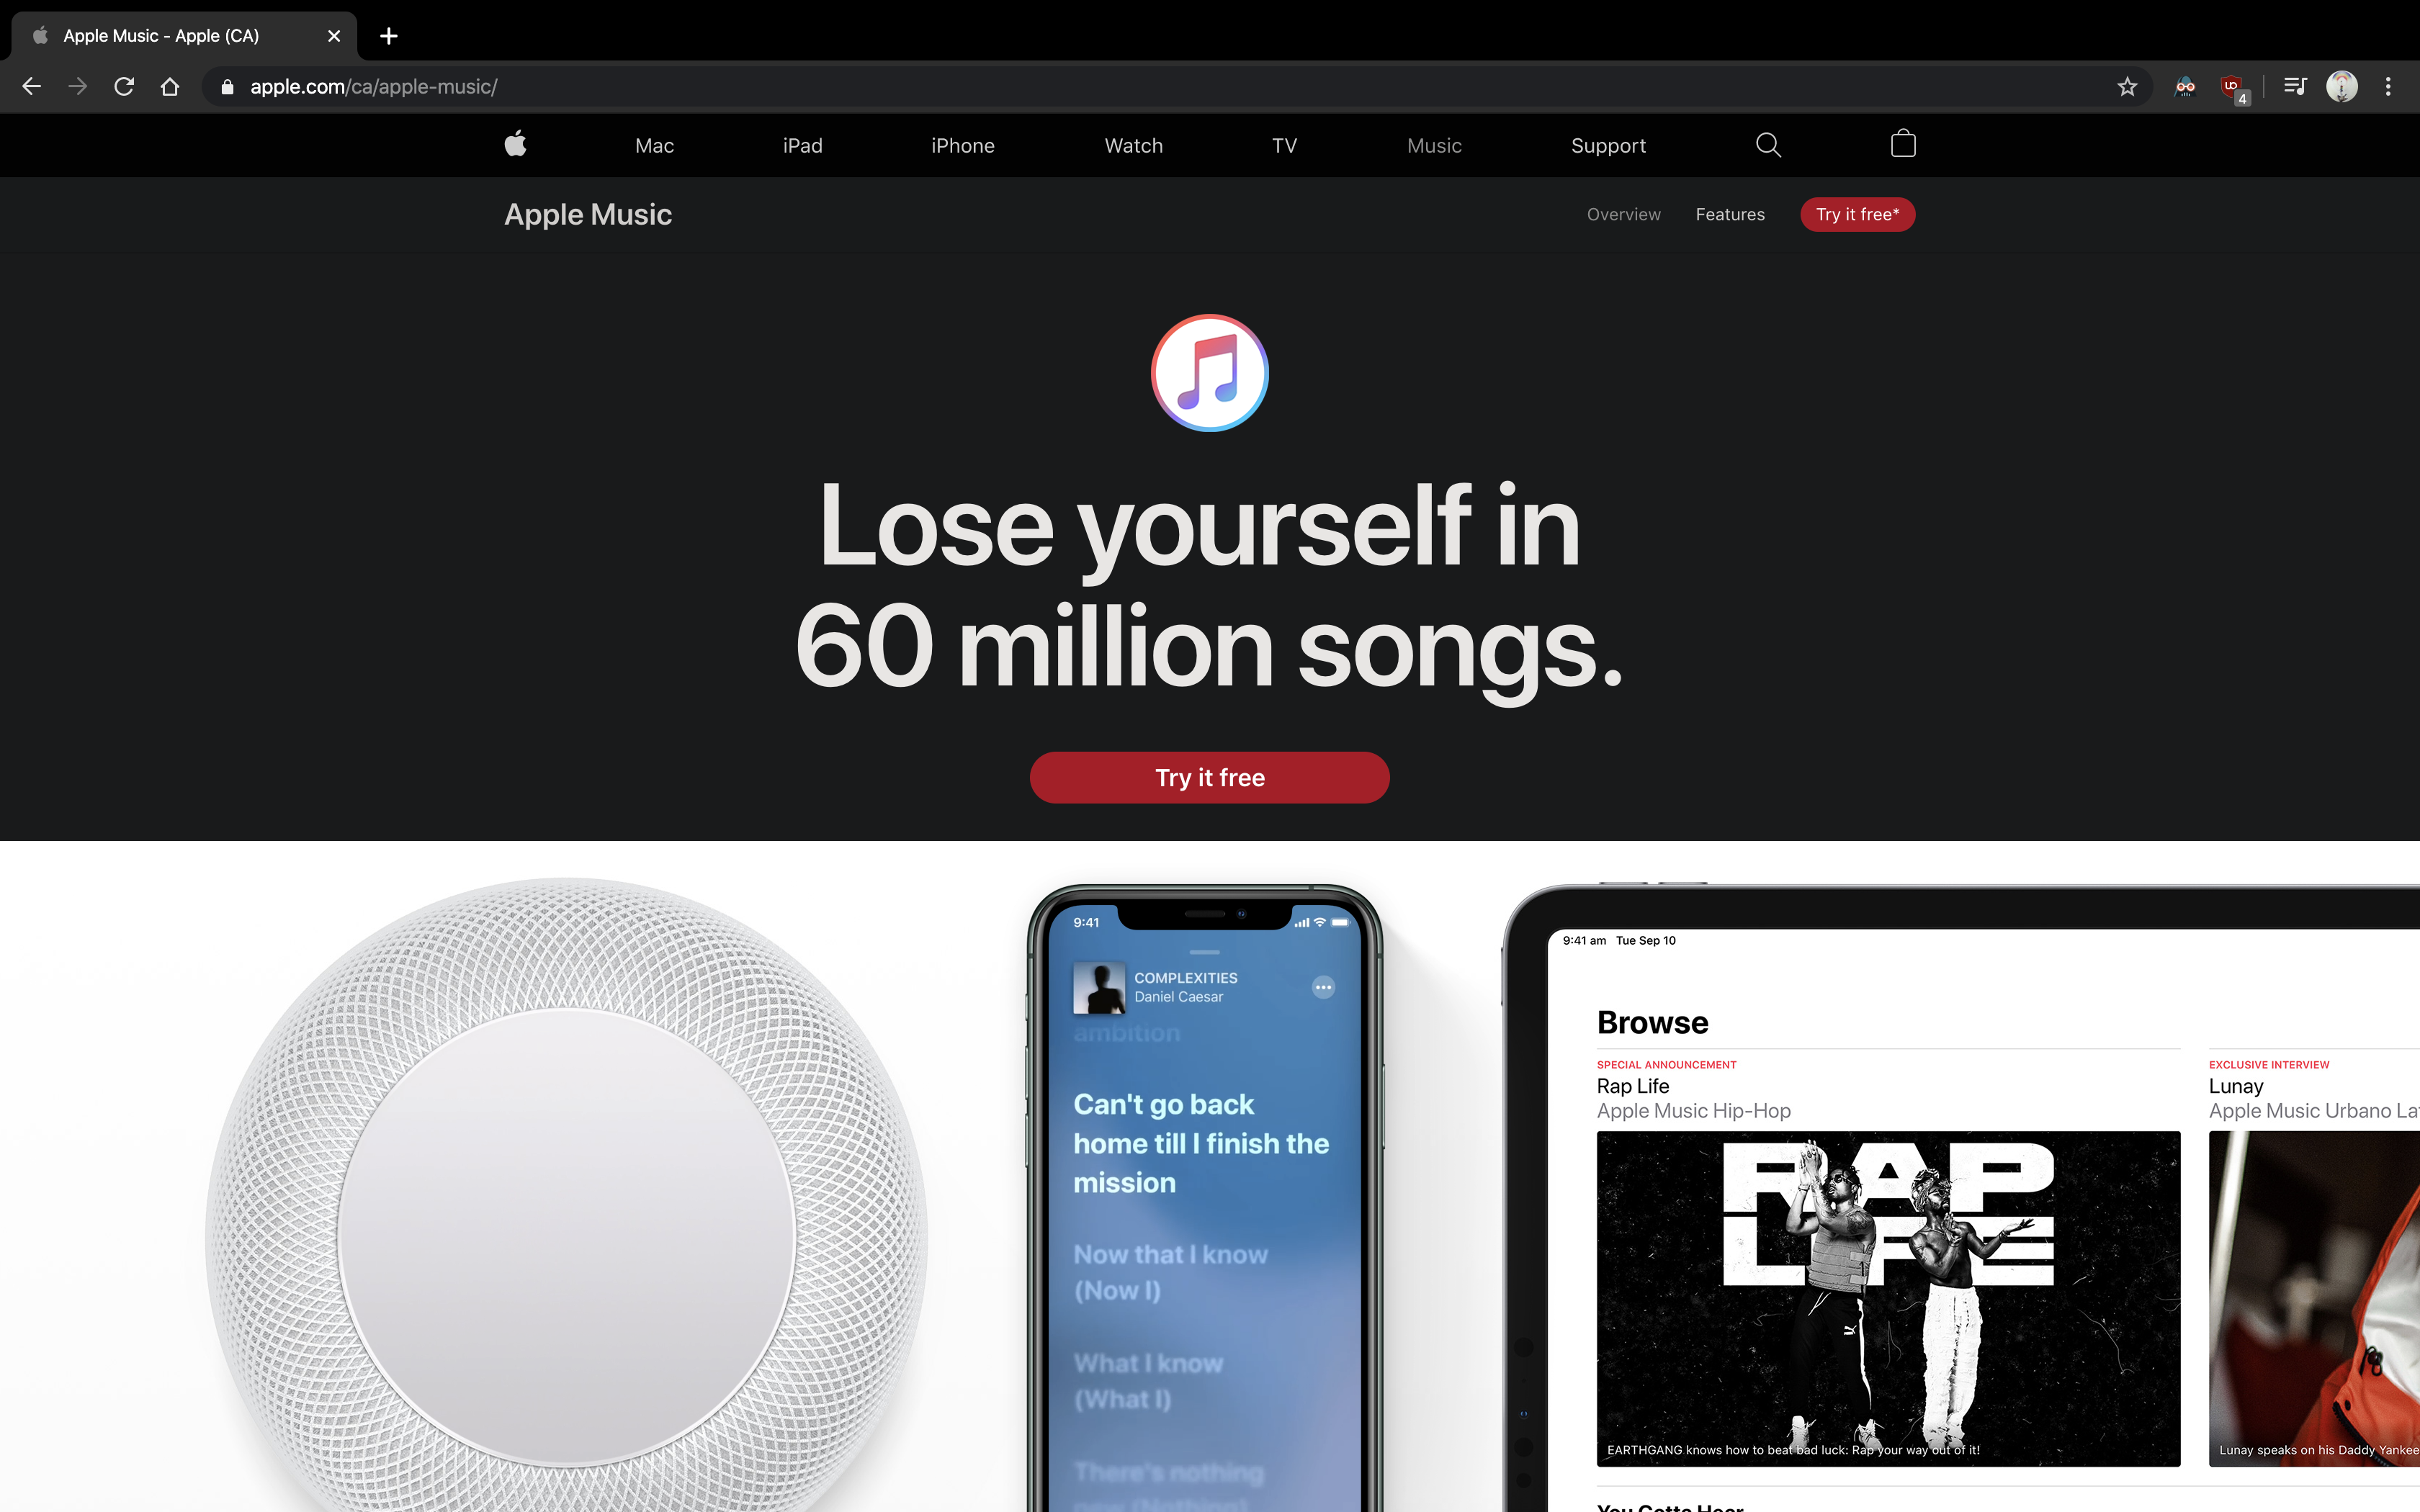 Apple Music - Apple (CA)
apple.com/ca/apple-music/
4
Mac
iPad
iPhone
Watch
TV
Music
Support
Apple Music
Overview
Features
Try it free*
Lose yourself in
60 million songs.
Try it free
9:41
COMPLEXITIES
Daniel Caesar
ambition
Can't go back
home till I finish the
mission
Now that I know
(Now I)
What I know
(What I)
There's nothing
new (Nothing)
9:41 am Tue Sep 10
Browse
SPECIAL ANNOUNCEMENT
Rap Life
Apple Music Hip-Hop
RAP
LIFE
EARTHGANG knows how to beat bad luck: Rap your way out of it!
EXCLUSIVE INTERVIEW
Lunay
Apple Music Urbano La
Lunay speaks on his Daddy Yankee
You Gotta Hear